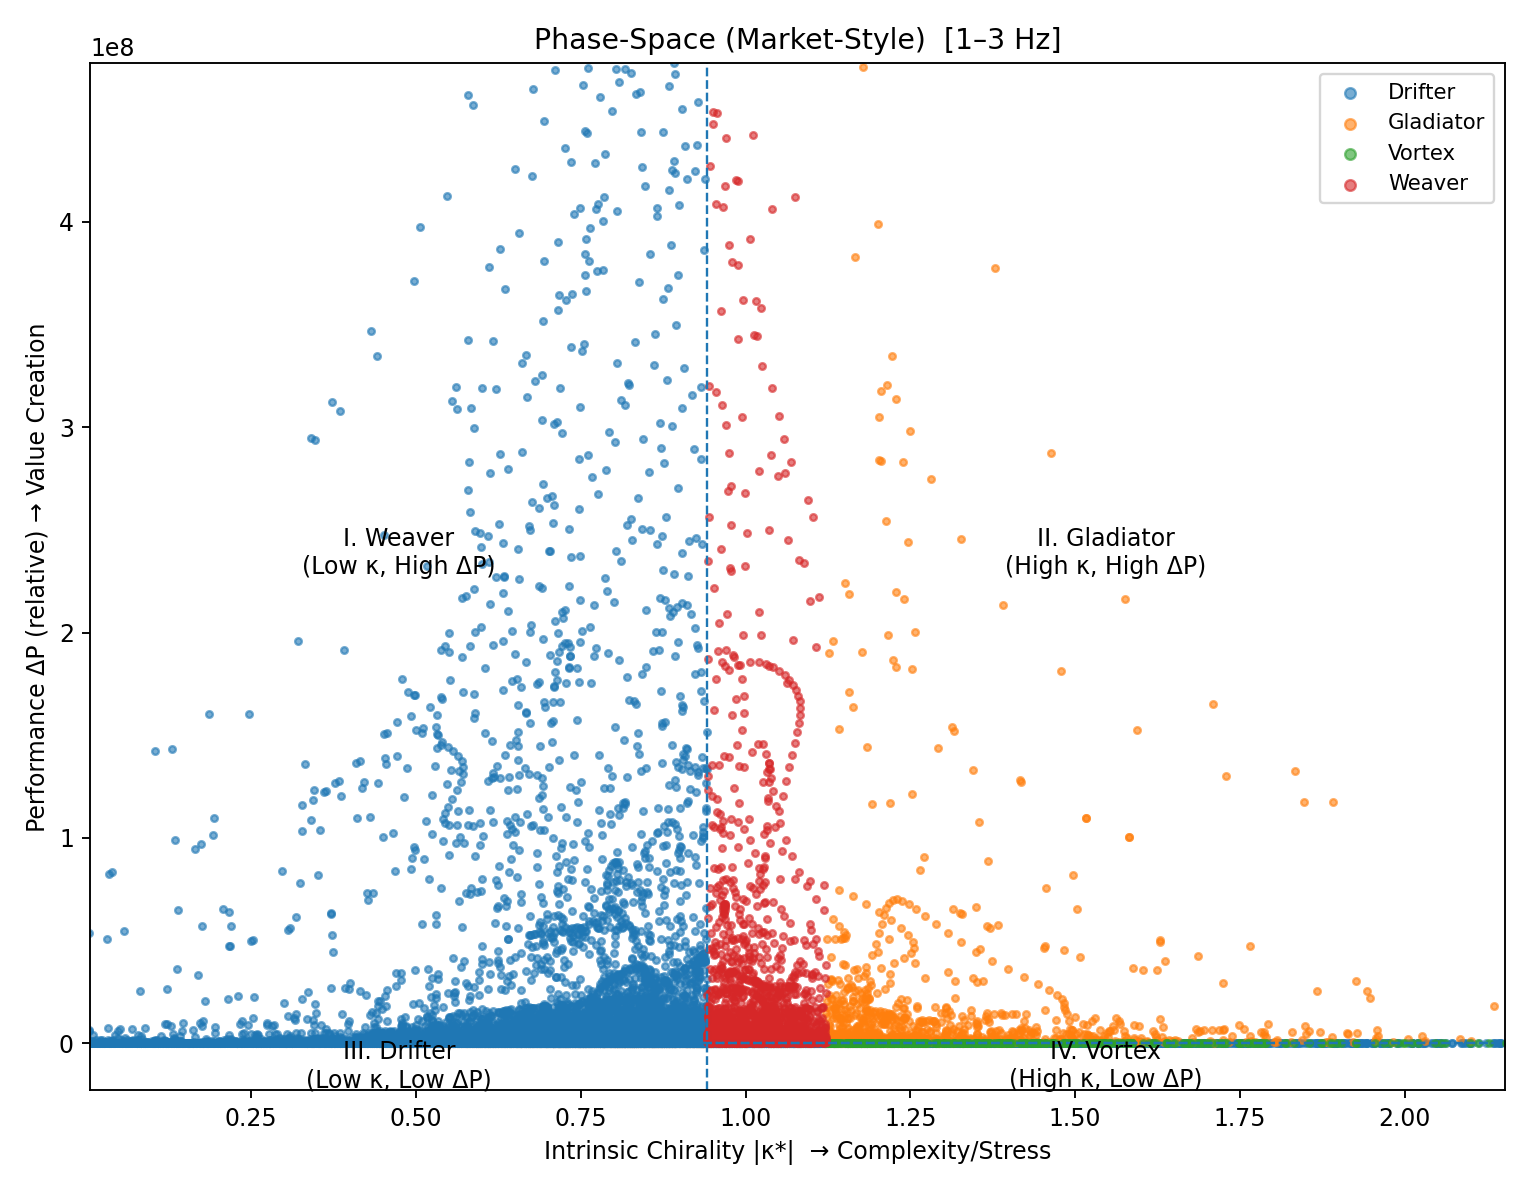 Phase-Space (Market-Style)  [1–3 Hz]
1e8
Drifter
Gladiator
Vortex
Weaver
4
3
2
1
0
Performance ΔP (relative) → Value Creation
I. Weaver
(Low κ, High ΔP)
II. Gladiator
(High κ, High ΔP)
III. Drifter
(Low κ, Low ΔP)
IV. Vortex
(High κ, Low ΔP)
0.25 0.50 0.75 1.00 1.25 1.50 1.75 2.00
Intrinsic Chirality |κ*|  → Complexity/Stress